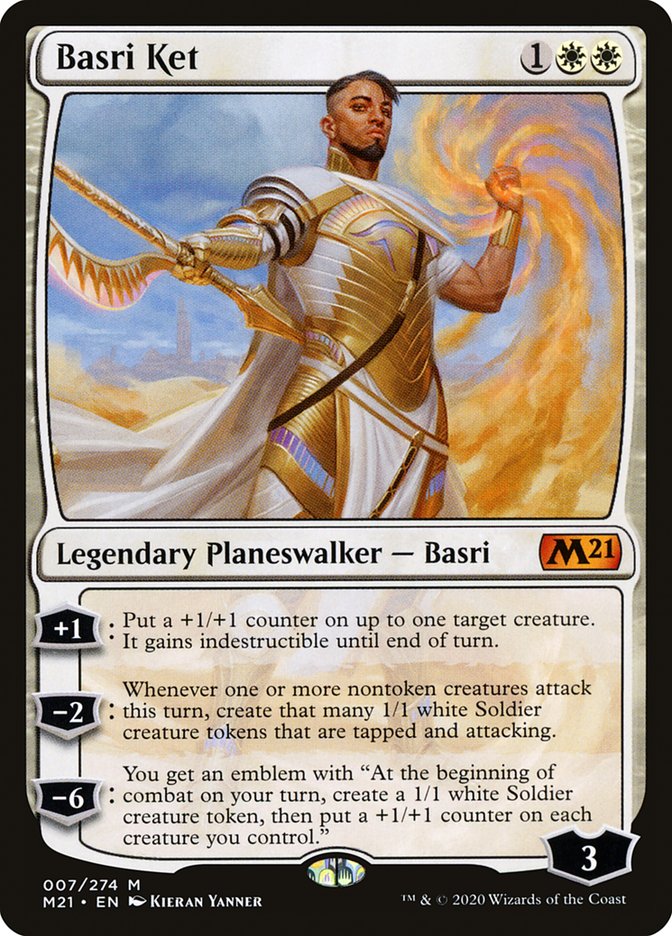 Basri Ket 1
Legendary Planeswalker — Basri M21
+1 : Put a +1/+1 counter on up to one target creature.
It gains indestructible until end of turn.
−2 : Whenever one or more nontoken creatures attack
this turn, create that many 1/1 white Soldier
creature tokens that are tapped and attacking.
−6 : You get an emblem with “At the beginning of
combat on your turn, create a 1/1 white Soldier
creature token, then put a +1/+1 counter on each
creature you control.”
3
007/274 M
M21 • EN Kieran Yanner ™ & © 2020 Wizards of the Coast